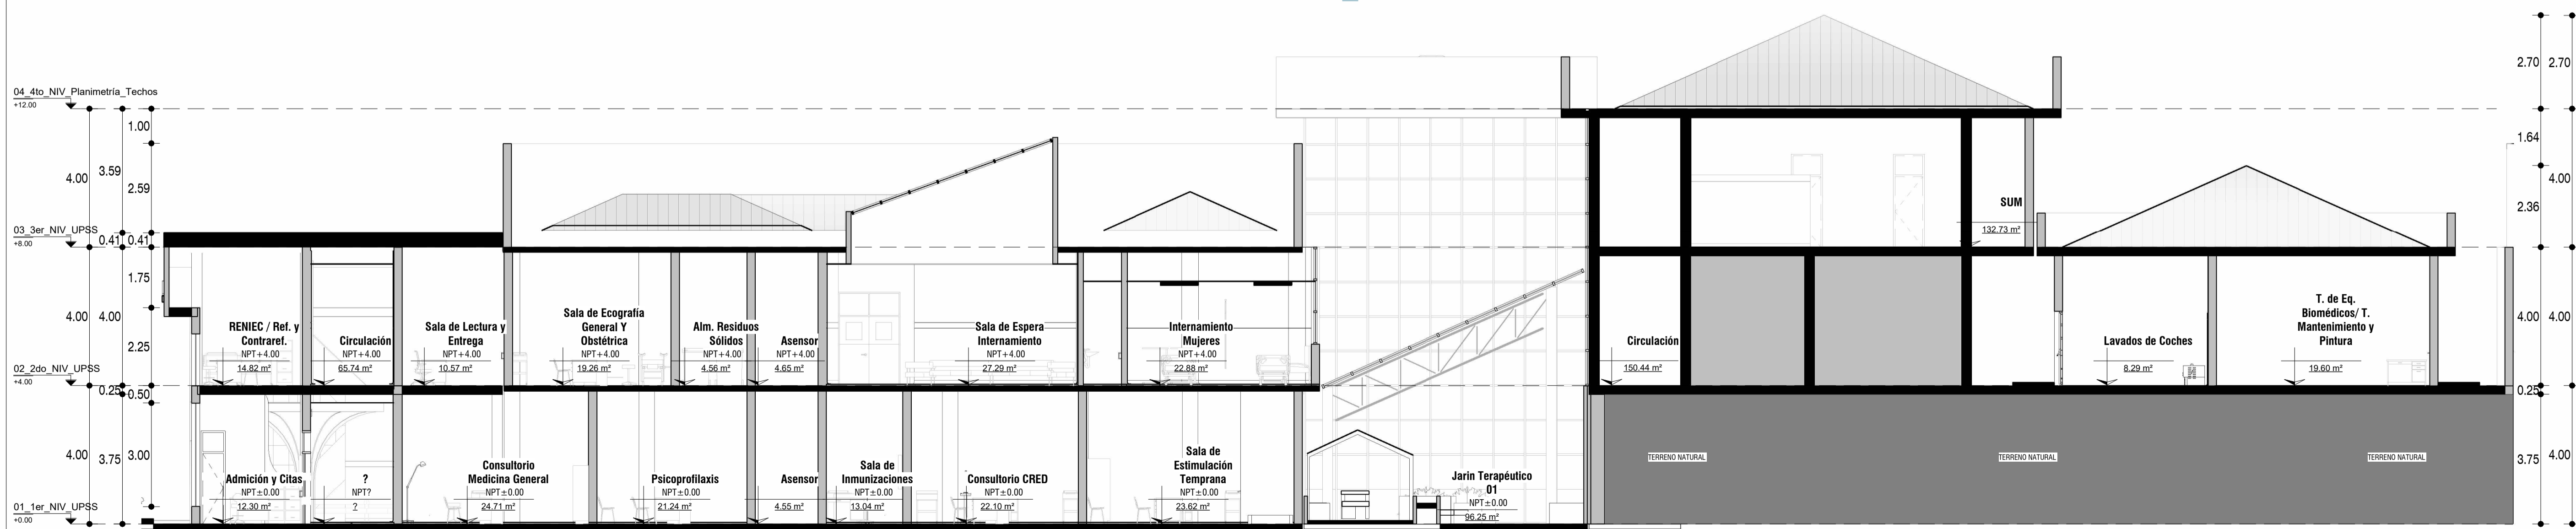 04_4to_NIV_Planimetría_Techos
+12.00
03_3er_NIV_UPSS
+8.00
02_2do_NIV_UPSS
+4.00
01_1er_NIV_UPSS
+0.00
4.00
4.00
4.00
3.59
0.41
4.00
0.25
3.75
1.00
2.59
0.41
1.75
2.25
0.50
3.00
RENIEC / Ref. y
Contraref.
NPT+4.00
14.82 m²
Circulación
NPT+4.00
65.74 m²
Sala de Lectura y
Entrega
NPT+4.00
10.57 m²
Sala de Ecografía
General Y
Obstétrica
NPT+4.00
19.26 m²
Alm. Residuos
Sólidos
NPT+4.00
4.56 m²
Asensor
NPT+4.00
4.65 m²
Sala de Espera
Internamiento
NPT+4.00
27.29 m²
Internamiento
Mujeres
NPT+4.00
22.88 m²
Circulación
150.44 m²
SUM
132.73 m²
Lavados de Coches
8.29 m²
T. de Eq.
Biomédicos/ T.
Mantenimiento y
Pintura
19.60 m²
Admición y Citas
NPT±0.00
12.30 m²
?
NPT?
?
Consultorio
Medicina General
NPT±0.00
24.71 m²
Psicoprofilaxis
NPT±0.00
21.24 m²
Asensor
4.55 m²
Sala de
Inmunizaciones
NPT±0.00
13.04 m²
Consultorio CRED
NPT±0.00
22.10 m²
Sala de
Estimulación
Temprana
NPT±0.00
23.62 m²
Jarin Terapéutico
01
NPT±0.00
96.25 m²
TERRENO NATURAL
TERRENO NATURAL
TERRENO NATURAL
2.70
1.64
2.36
4.00
0.25
3.75
2.70
4.00
4.00
4.00